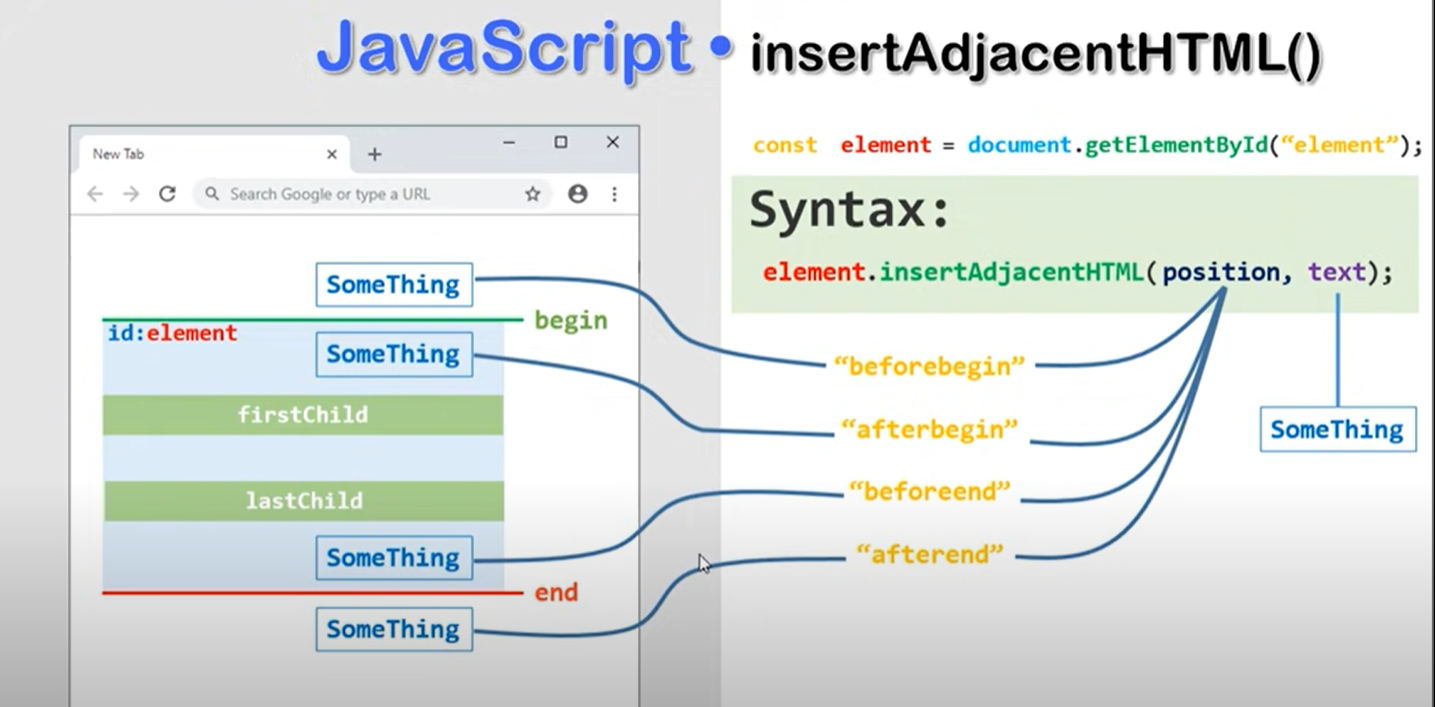 JavaScript • insertAdjacentHTML()
New Tab
Search Google or type a URL
SomeThing
begin
id:element
SomeThing
firstChild
lastChild
SomeThing
end
SomeThing
const element = document.getElementById(“element”);
Syntax:
element.insertAdjacentHTML(position, text);
“beforebegin”
“afterbegin”
SomeThing
“beforeend”
“afterend”